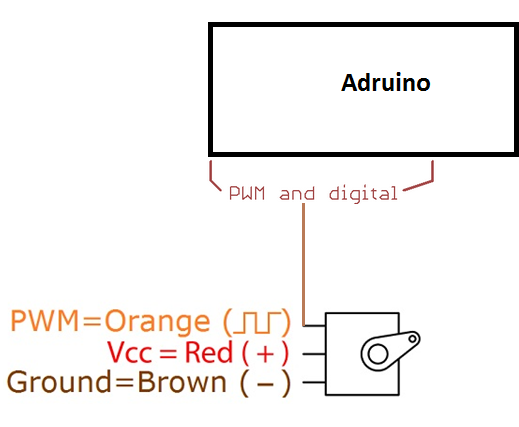 Adruino
PWM and digital
PWM=Orange (⎍⎍)
Vcc = Red ( + )
Ground=Brown ( − )